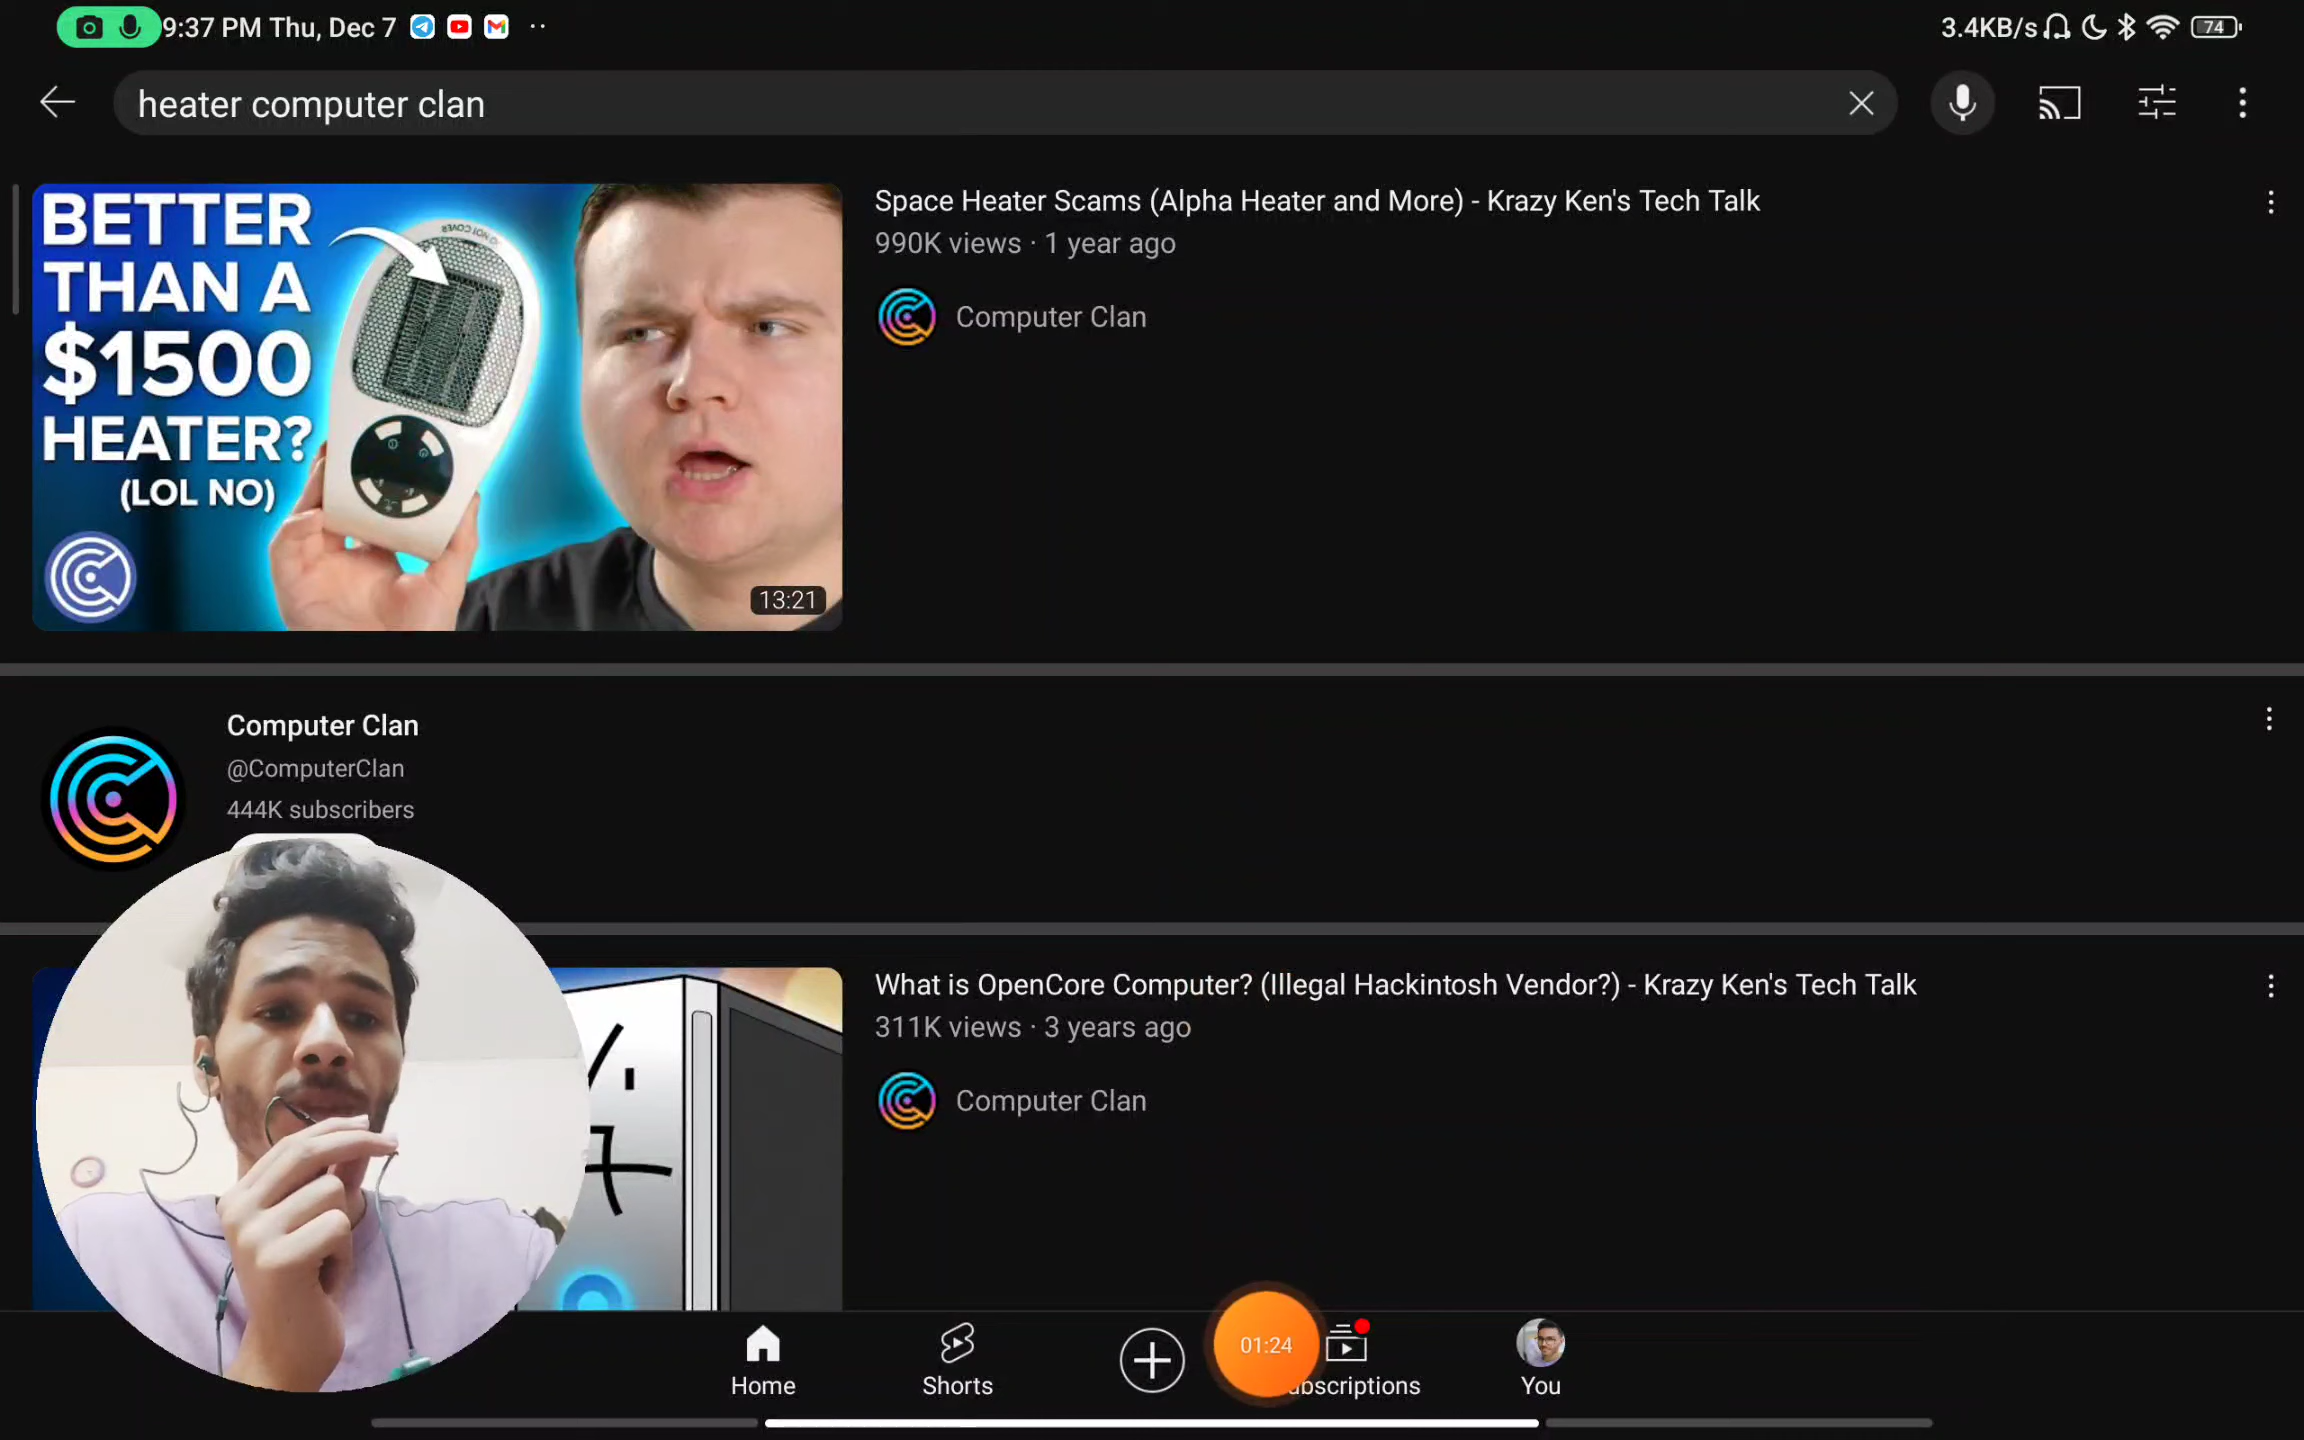 9:37 PM Thu, Dec 7
3.4KB/s
74
heater computer clan
BETTER
THAN A
$1500
HEATER?
(LOL NO)
DO NOT COVER
13:21
Space Heater Scams (Alpha Heater and More) - Krazy Ken's Tech Talk
990K views · 1 year ago
Computer Clan
Computer Clan
@ComputerClan
444K subscribers
What is OpenCore Computer? (Illegal Hackintosh Vendor?) - Krazy Ken's Tech Talk
311K views · 3 years ago
Computer Clan
Home
Shorts
01:24
ubscriptions
You